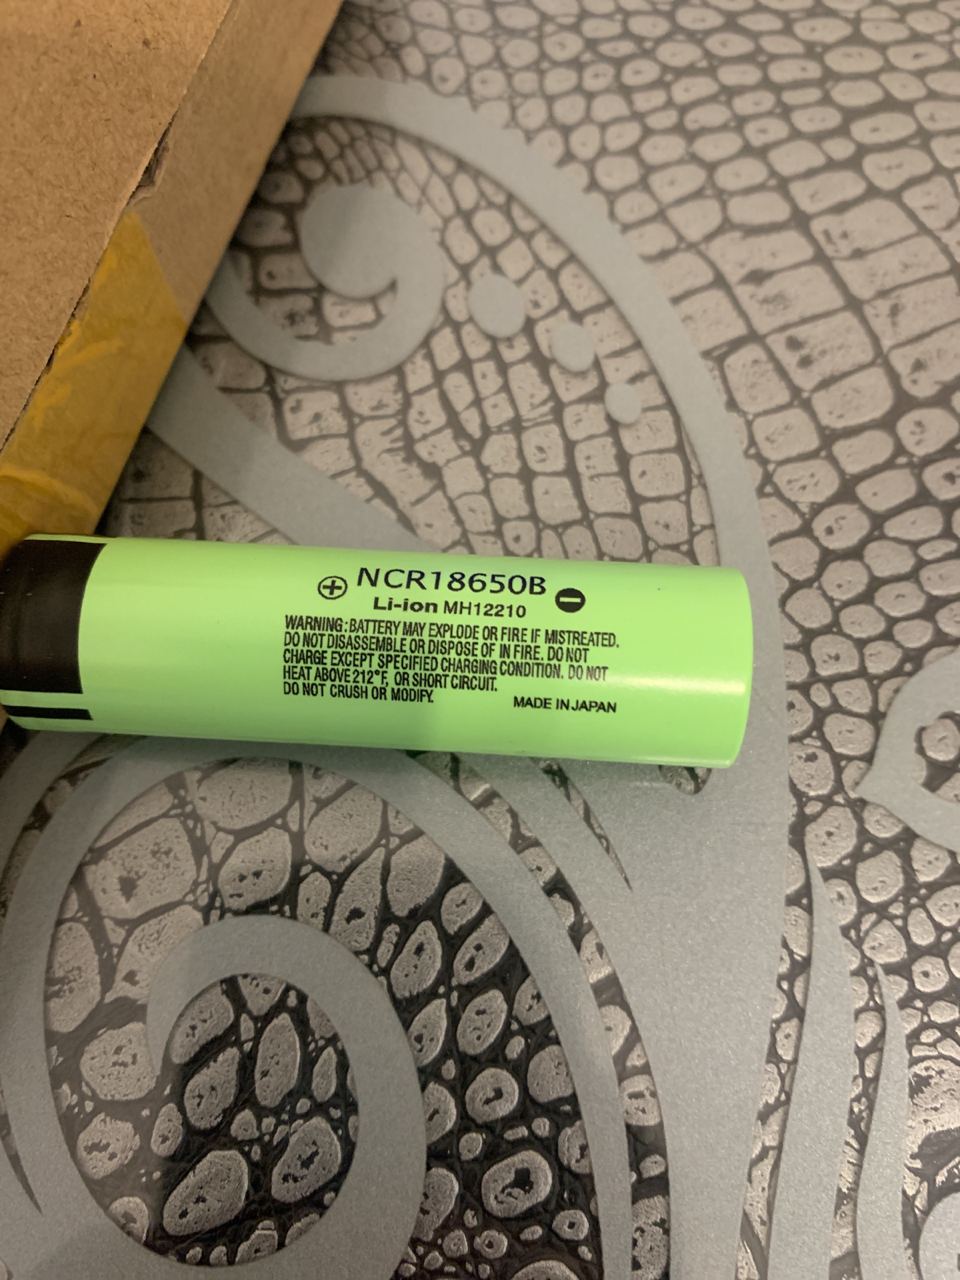 ⊕ NCR18650B ⊖
Li-ion MH12210
WARNING:BATTERY MAY EXPLODE OR FIRE IF MISTREATED.
DO NOT DISASSEMBLE OR DISPOSE OF IN FIRE. DO NOT
CHARGE EXCEPT SPECIFIED CHARGING CONDITION. DO NOT
HEAT ABOVE 212°F, OR SHORT CIRCUIT.
DO NOT CRUSH OR MODIFY.
MADE IN JAPAN